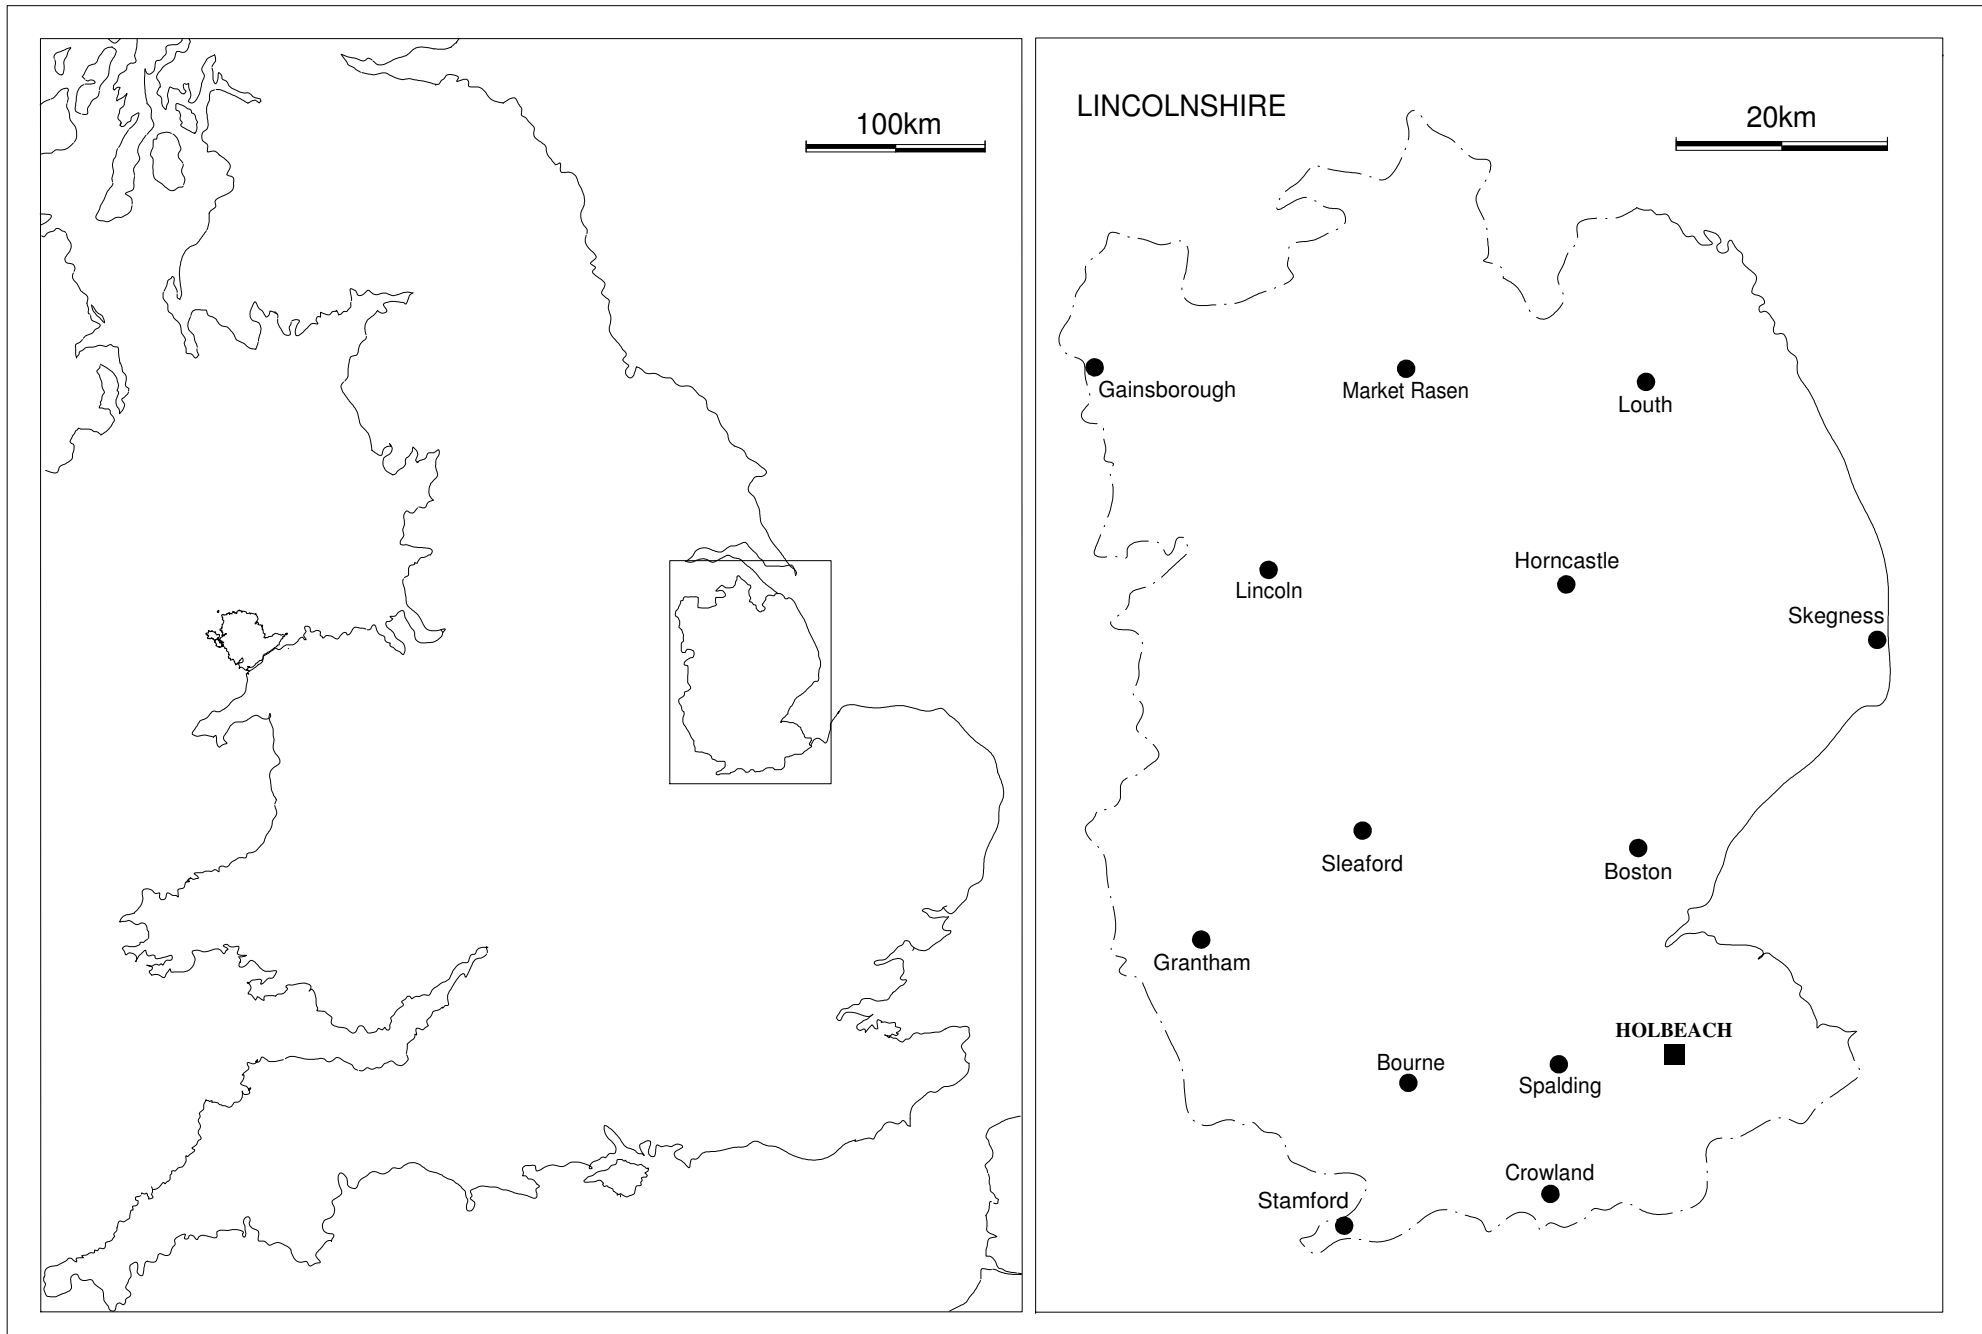 100km
LINCOLNSHIRE
20km
Gainsborough
Market Rasen
Louth
Horncastle
Lincoln
Skegness
Sleaford
Boston
Grantham
HOLBEACH
Bourne
Spalding
Crowland
Stamford